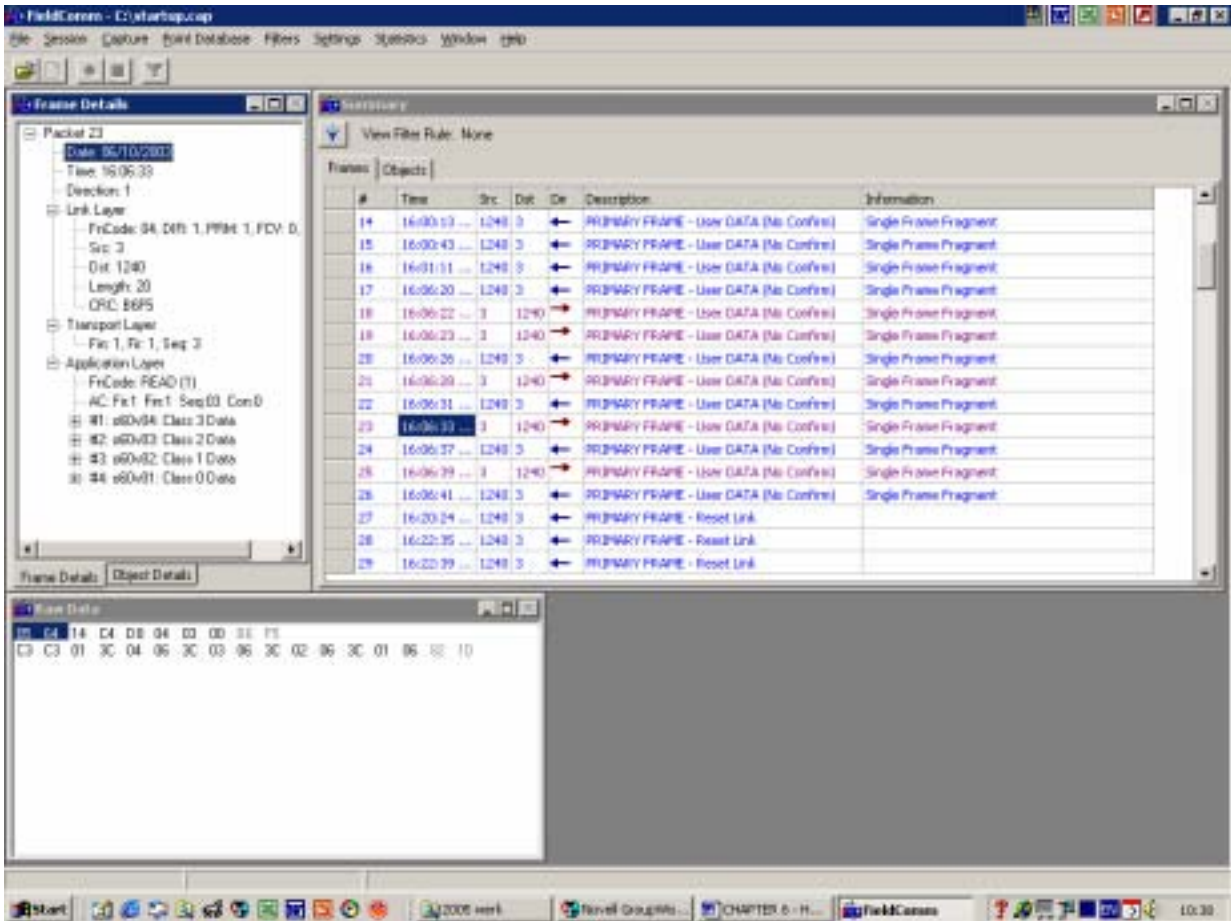 FieldComm - C:\startup.cap
File Session Capture Point Database Filters Settings Statistics Window Help
Frame Details
Packet 23
Date: 06/10/2003
Time: 16:06:33
Direction: 1
Link Layer
FnCode: 04, DIR: 1, PRM: 1, FCV: 0,
Src: 3
Dst: 1240
Length: 20
CRC: B6F5
Transport Layer
Fin: 1, Fir: 1, Seq: 3
Application Layer
FnCode: READ (1)
AC: Fir:1 Fin:1 Seq:03 Con:0
#1: o60v04: Class 3 Data
#2: o60v03: Class 2 Data
#3: o60v02: Class 1 Data
#4: o60v01: Class 0 Data
Frame Details Object Details
Summary
View Filter Rule: None
Frames Objects
# Time Src Dst Dir Description Information
14 16:00:13 ... 1240 3 PRIMARY FRAME - User DATA (No Confirm) Single Frame Fragment
15 16:00:43 ... 1240 3 PRIMARY FRAME - User DATA (No Confirm) Single Frame Fragment
16 16:01:11 ... 1240 3 PRIMARY FRAME - User DATA (No Confirm) Single Frame Fragment
17 16:06:20 ... 1240 3 PRIMARY FRAME - User DATA (No Confirm) Single Frame Fragment
18 16:06:22 ... 3 1240 PRIMARY FRAME - User DATA (No Confirm) Single Frame Fragment
19 16:06:23 ... 3 1240 PRIMARY FRAME - User DATA (No Confirm) Single Frame Fragment
20 16:06:26 ... 1240 3 PRIMARY FRAME - User DATA (No Confirm) Single Frame Fragment
21 16:06:28 ... 3 1240 PRIMARY FRAME - User DATA (No Confirm) Single Frame Fragment
22 16:06:31 ... 1240 3 PRIMARY FRAME - User DATA (No Confirm) Single Frame Fragment
23 16:06:33 ... 3 1240 PRIMARY FRAME - User DATA (No Confirm) Single Frame Fragment
24 16:06:37 ... 1240 3 PRIMARY FRAME - User DATA (No Confirm) Single Frame Fragment
25 16:06:39 ... 3 1240 PRIMARY FRAME - User DATA (No Confirm) Single Frame Fragment
26 16:06:41 ... 1240 3 PRIMARY FRAME - User DATA (No Confirm) Single Frame Fragment
27 16:20:24 ... 1240 3 PRIMARY FRAME - Reset Link
28 16:22:35 ... 1240 3 PRIMARY FRAME - Reset Link
29 16:22:39 ... 1240 3 PRIMARY FRAME - Reset Link
Raw Data
05 64 14 C4 D8 04 03 00 B6 F5
C3 C3 01 3C 04 06 3C 03 06 3C 02 06 3C 01 06
Start 2005 work Novell GroupWis... CHAPTER 6 - H... FieldComm 10:38